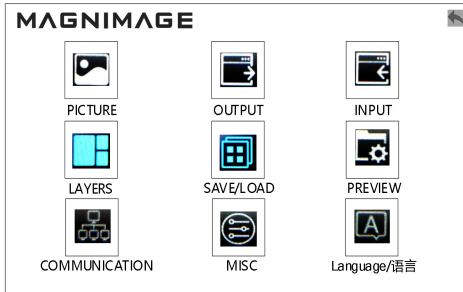 MAGNIMAGE
PICTURE OUTPUT INPUT
LAYERS SAVE/LOAD PREVIEW
COMMUNICATION MISC Language/语言